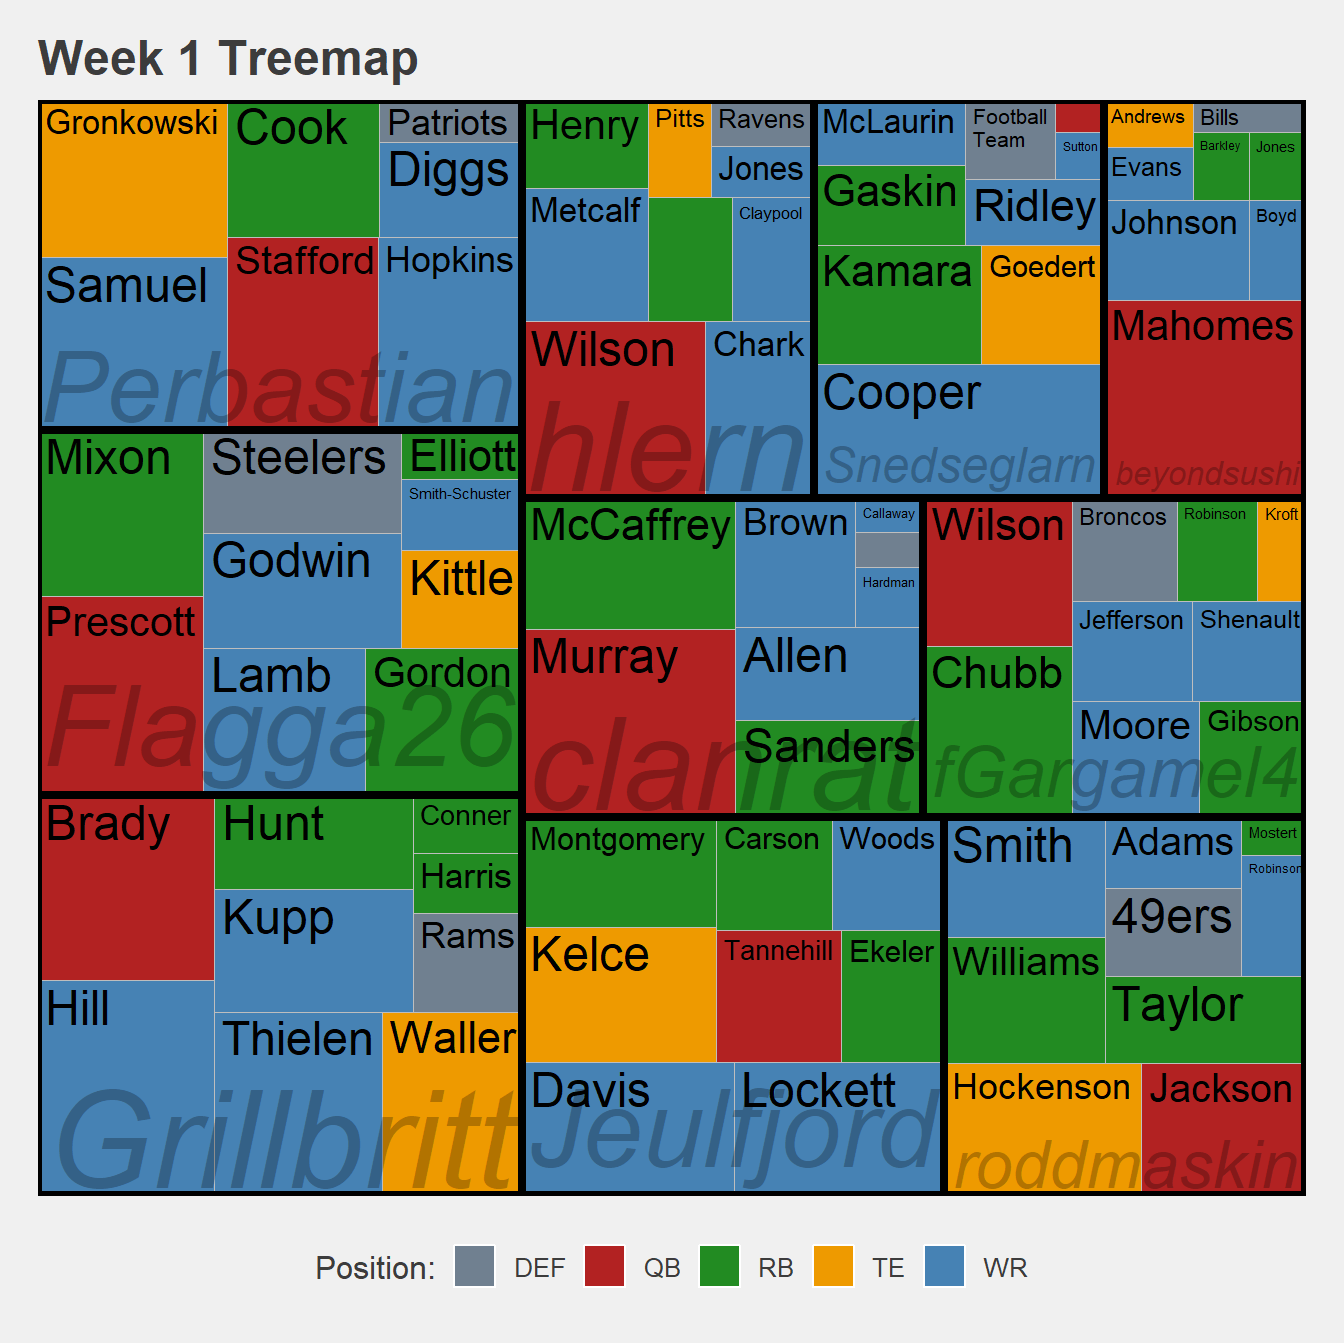 Week 1 Treemap
Gronkowski
Cook
Patriots
Diggs
Samuel
Stafford
Hopkins
Perbastian
Henry
Pitts
Ravens
Jones
Metcalf
Claypool
Wilson
Chark
hlern
McLaurin
Football
Team
Sutton
Gaskin
Ridley
Kamara
Goedert
Cooper
Snedseglarn
Andrews
Bills
Barkley
Jones
Evans
Johnson
Boyd
Mahomes
beyondsushi
Mixon
Steelers
Elliott
Smith-Schuster
Godwin
Kittle
Prescott
Lamb
Gordon
Flagga26
McCaffrey
Brown
Callaway
Hardman
Murray
Allen
Sanders
clanrat
Wilson
Broncos
Robinson
Kroft
Jefferson
Shenault
Chubb
Moore
Gibson
fGargamel4
Brady
Hunt
Conner
Harris
Kupp
Rams
Hill
Thielen
Waller
Grillbritt
Montgomery
Carson
Woods
Kelce
Tannehill
Ekeler
Davis
Lockett
Jeulfjord
Smith
Adams
Mostert
Robinson
49ers
Williams
Taylor
Hockenson
Jackson
roddmaskin
Position: DEF QB RB TE WR